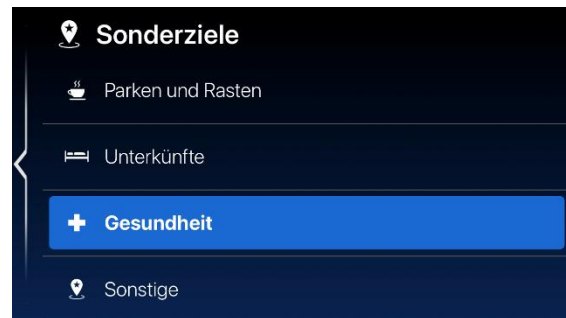 Sonderziele
Parken und Rasten
Unterkünfte
Gesundheit
Sonstige